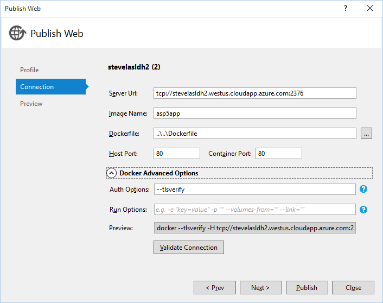 Publish Web
Publish Web
Profile
Connection
Preview
stevelasldh2 (2)
Server Url: tcp://stevelasldh2.westus.cloudapp.azure.com:2376
Image Name: asp5app
Dockerfile: ..\..\Dockerfile ...
Host Port: 80 Container Port: 80
Docker Advanced Options
Auth Options: --tlsverify
Run Options: e.g. -e "key=value" -p "" --volumes-from="" --link=""
Preview: docker --tlsverify -H tcp://stevelasldh2.westus.cloudapp.azure.com:2
Validate Connection
< Prev Next > Publish Close